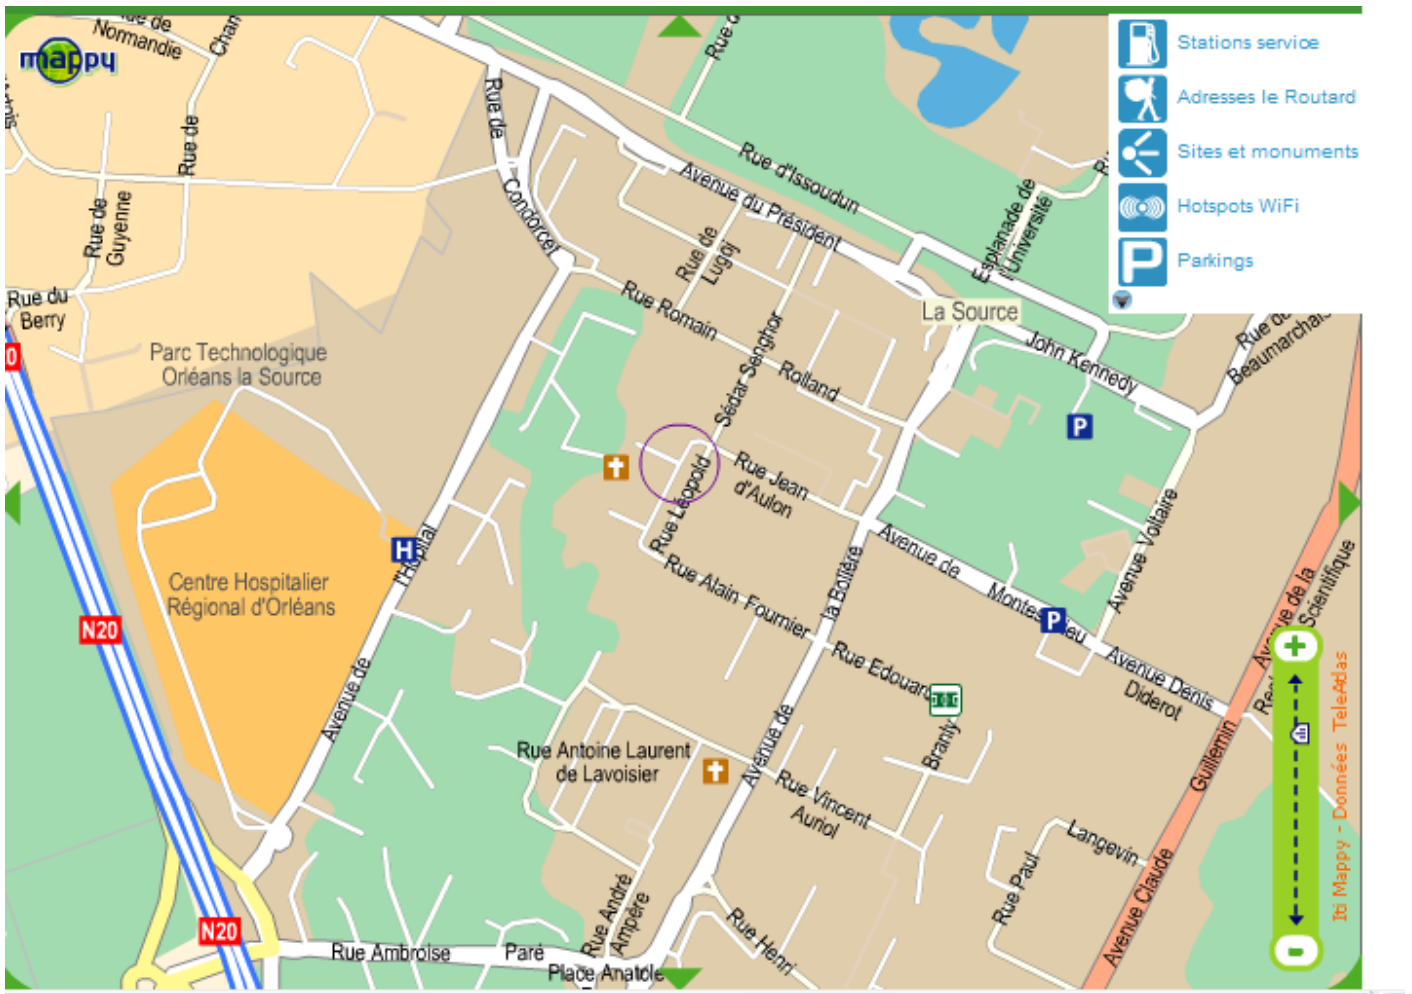 Rue de
Normandie
Chan
mappy
Rue de
Rue de
Rue de
Guyenne
Rue du
Berry
Parc Technologique
Orléans la Source
Centre Hospitalier
Régional d'Orléans
H
N20
N20
Rue de
Condorcet
Avenue de
l'Hôpital
Rue d'Issoudun
Avenue du Président
John Kennedy
Rue de
Lugoj
Rue Romain
Rolland
Rue Léopold
Sédar Senghor
Rue Jean
d'Aulon
Rue Alain Fournier
La Source
Esplanade de
l'Université
Rue de
Beaumarchais
P
P
Avenue Voltaire
Avenue de
Montesquieu
Avenue Denis
Diderot
Avenue de
la Bolière
Rue Edouard
Branly
Rue Antoine Laurent
de Lavoisier
Rue Vincent
Auriol
Rue André
Ampère
Rue Ambroise
Paré
Place Anatole
Rue Henri
Rue Paul
Langevin
Avenue Claude
Guillemin
Avenue de la
Scientifique
Stations service
Adresses le Routard
Sites et monuments
Hotspots WiFi
P
Parkings
+
-
Iti Mappy - Données TeleAtlas